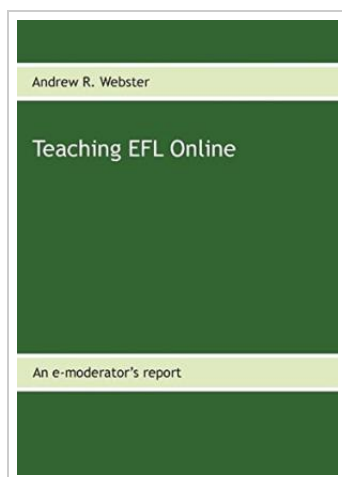 Andrew R. Webster
Teaching EFL Online
An e-moderator's report